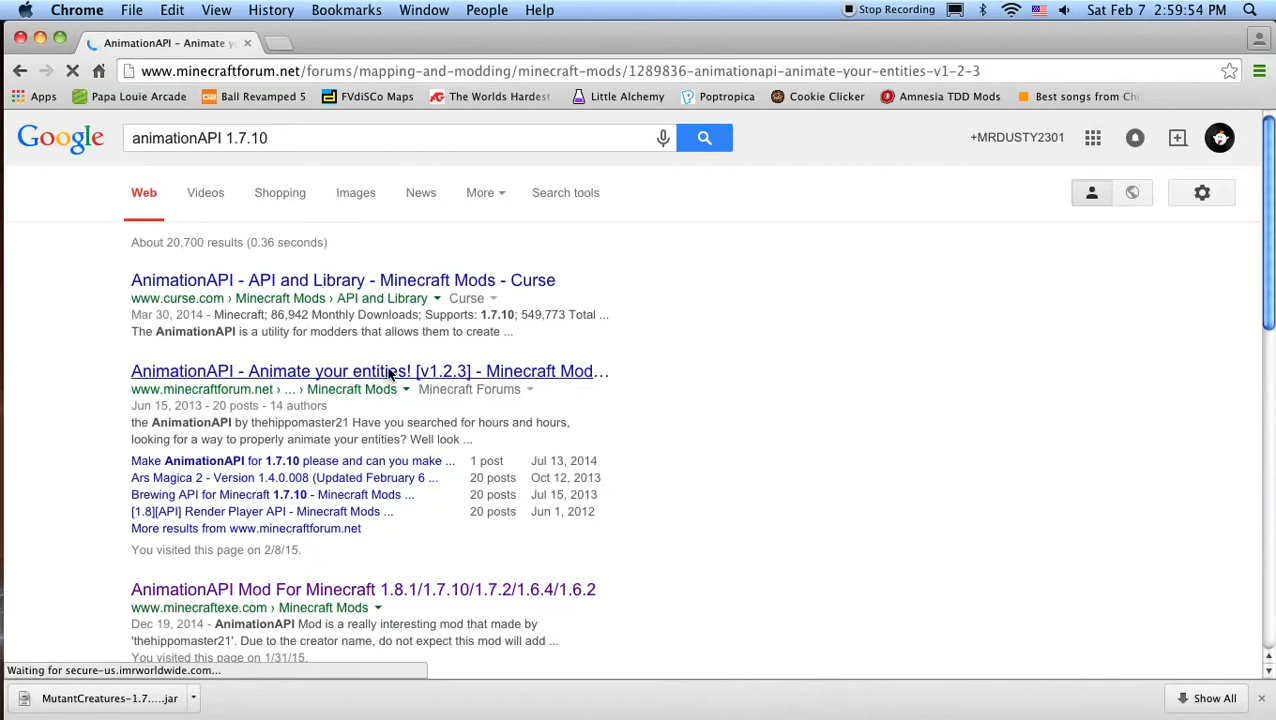 Chrome File Edit View History Bookmarks Window People Help Stop Recording Sat Feb 7 2:59:54 PM
AnimationAPI – Animate y
www.minecraftforum.net/forums/mapping-and-modding/minecraft-mods/1289836-animationapi-animate-your-entities-v1-2-3
Apps Papa Louie Arcade Ball Revamped 5 FVdiSCo Maps The Worlds Hardest Little Alchemy Poptropica Cookie Clicker Amnesia TDD Mods Best songs from Chi
Google animationAPI 1.7.10 +MRDUSTY2301
Web Videos Shopping Images News More Search tools
About 20,700 results (0.36 seconds)
AnimationAPI - API and Library - Minecraft Mods - Curse
www.curse.com › Minecraft Mods › API and Library Curse
Mar 30, 2014 - Minecraft; 86,942 Monthly Downloads; Supports: 1.7.10; 549,773 Total ...
The AnimationAPI is a utility for modders that allows them to create ...
AnimationAPI - Animate your entities! [v1.2.3] - Minecraft Mod...
www.minecraftforum.net › ... › Minecraft Mods Minecraft Forums
Jun 15, 2013 - 20 posts - 14 authors
the AnimationAPI by thehippomaster21 Have you searched for hours and hours,
looking for a way to properly animate your entities? Well look ...
Make AnimationAPI for 1.7.10 please and can you make ... 1 post Jul 13, 2014
Ars Magica 2 - Version 1.4.0.008 (Updated February 6 ... 20 posts Oct 12, 2013
Brewing API for Minecraft 1.7.10 - Minecraft Mods ... 20 posts Jul 15, 2013
[1.8][API] Render Player API - Minecraft Mods ... 20 posts Jun 1, 2012
More results from www.minecraftforum.net
You visited this page on 2/8/15.
AnimationAPI Mod For Minecraft 1.8.1/1.7.10/1.7.2/1.6.4/1.6.2
www.minecraftexe.com › Minecraft Mods
Dec 19, 2014 - AnimationAPI Mod is a really interesting mod that made by
'thehippomaster21'. Due to the creator name, do not expect this mod will add ...
You visited this page on 1/31/15.
Waiting for secure-us.imrworldwide.com...
MutantCreatures-1.7.....jar Show All